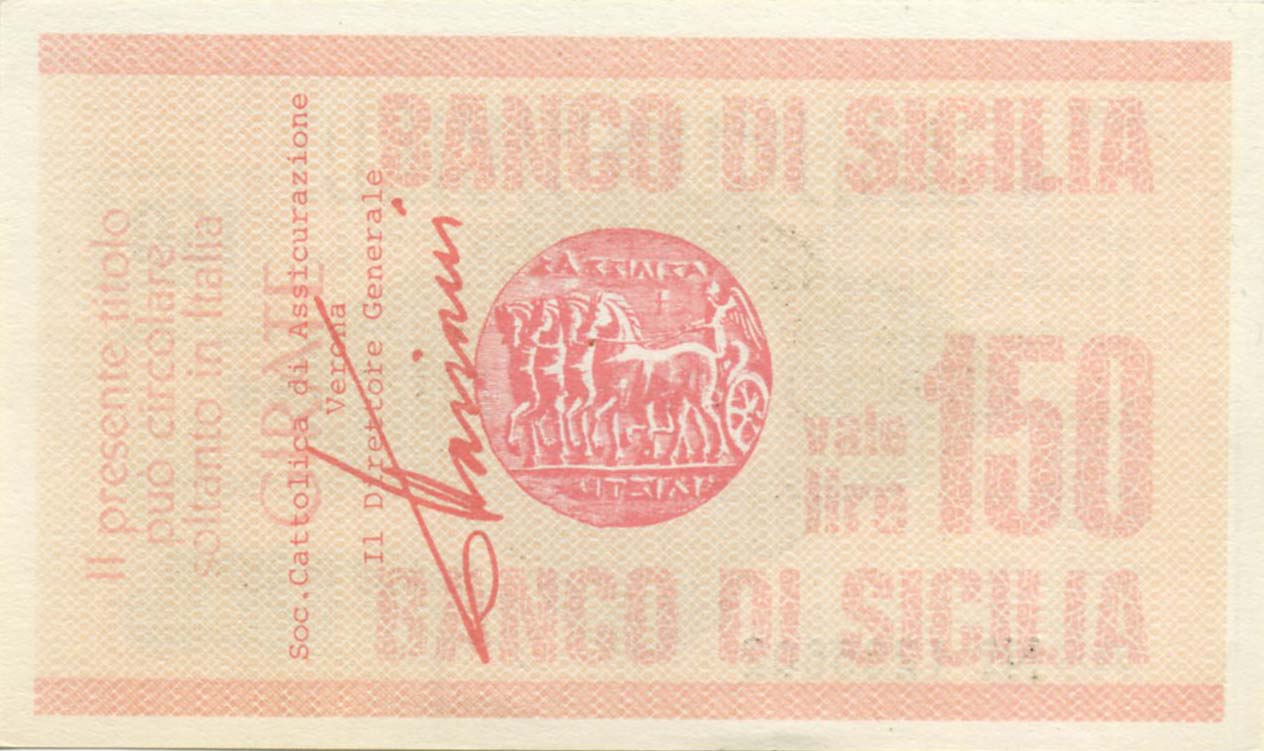 BANCO DI SICILIA
vale
lire 150
BANCO DI SICILIA
Il presente titolo
può circolare
soltanto in Italia
GIRATE
Soc.Cattolica di Assicurazione
Verona
Il Direttore Generale